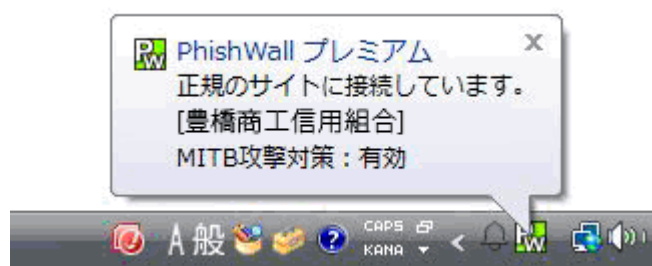 PhishWall プレミアム
正規のサイトに接続しています。
[豊橋商工信用組合]
MITB攻撃対策：有効
A 般 CAPS KANA